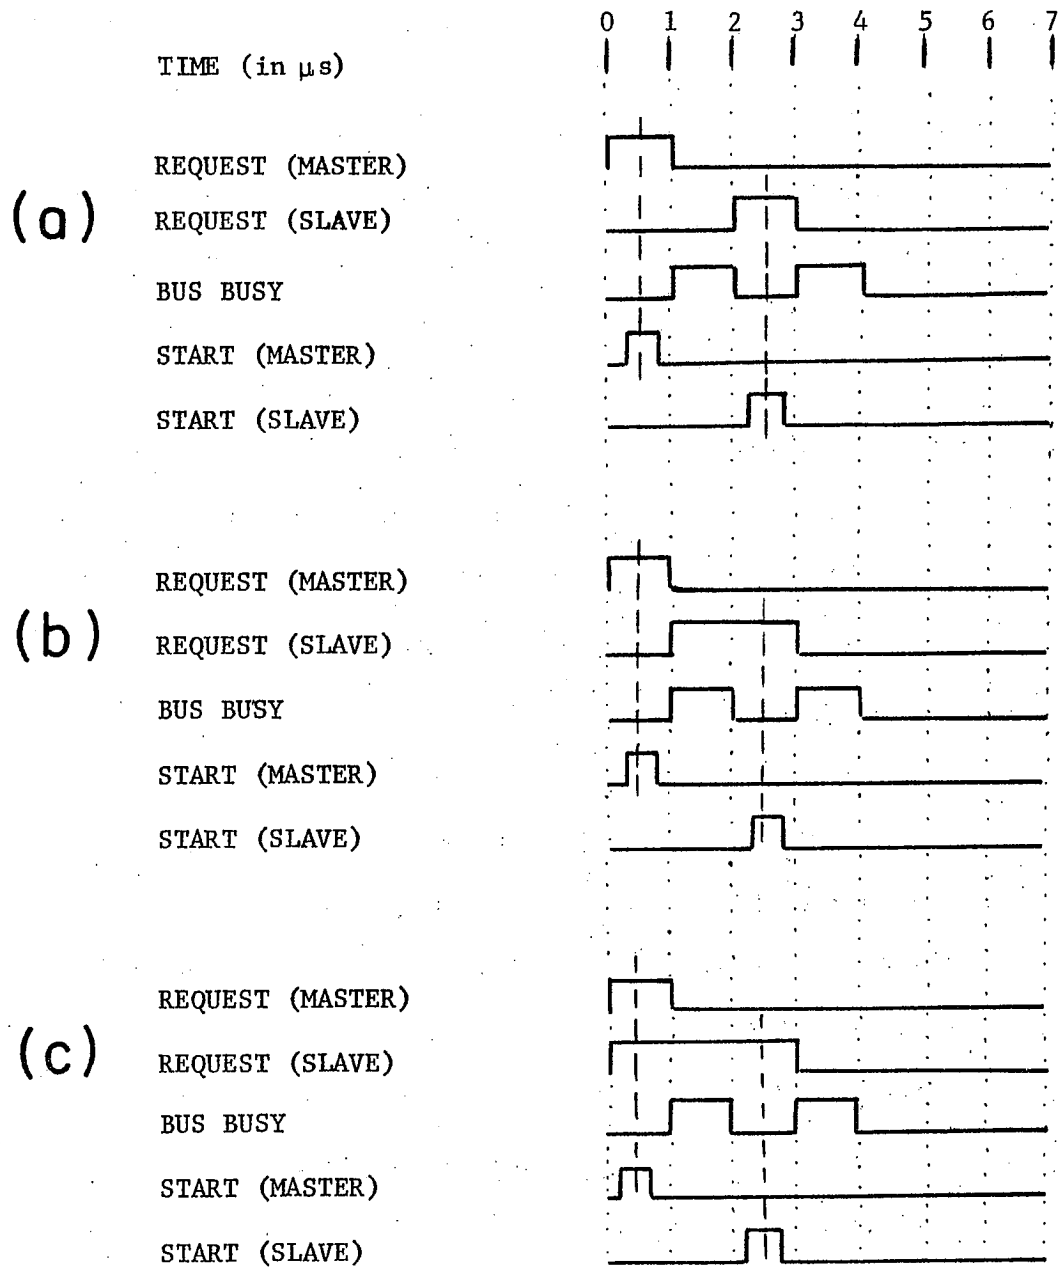 0 1 2 3 4 5 6 7
TIME (in μs)
REQUEST (MASTER)
(a)
REQUEST (SLAVE)
BUS BUSY
START (MASTER)
START (SLAVE)
REQUEST (MASTER)
(b)
REQUEST (SLAVE)
BUS BUSY
START (MASTER)
START (SLAVE)
REQUEST (MASTER)
(c)
REQUEST (SLAVE)
BUS BUSY
START (MASTER)
START (SLAVE)